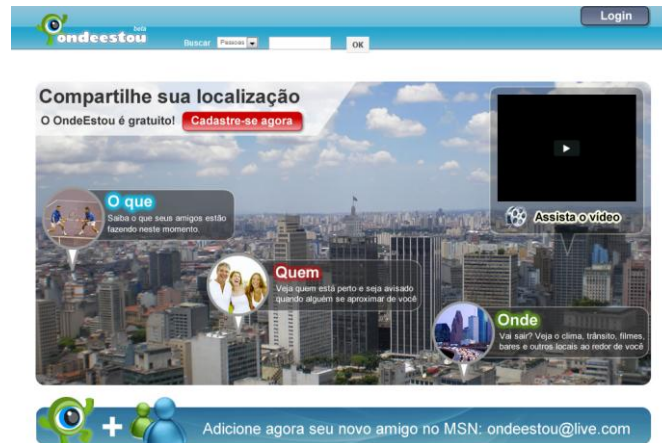 Login
beta
ondeestou
Buscar Pessoas OK
Compartilhe sua localização
O OndeEstou é gratuito! Cadastre-se agora
O que
Saiba o que seus amigos estão
fazendo neste momento.
Assista o vídeo
Quem
Veja quem está perto e seja avisado
quando alguém se aproximar de você
Onde
Vai sair? Veja o clima, trânsito, filmes,
bares e outros locais ao redor de você
+ Adicione agora seu novo amigo no MSN: ondeestou@live.com